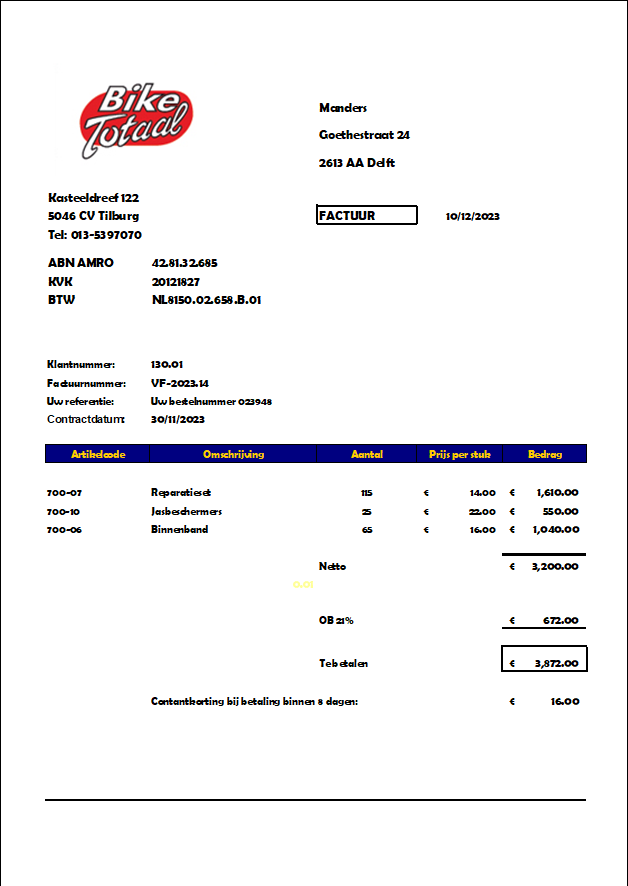 Bike
Totaal
Manders
Goethestraat 24
2613 AA Delft
Kasteeldreef 122
5046 CV Tilburg
Tel: 013-5397070
FACTUUR 10/12/2023
ABN AMRO 42.81.32.685
KVK 20121827
BTW NL8150.02.658.B.01
Klantnummer: 130.01
Factuurnummer: VF-2023.14
Uw referentie: Uw bestelnummer 023948
Contractdatum: 30/11/2023
Artikelcode Omschrijving Aantal Prijs per stuk Bedrag
700-07 Reparatieset 115 € 14.00 € 1,610.00
700-10 Jasbeschermers 25 € 22.00 € 550.00
700-06 Binnenband 65 € 16.00 € 1,040.00
Netto € 3,200.00
OB 21% € 672.00
Te betalen € 3,872.00
Contantkorting bij betaling binnen 8 dagen: € 16.00